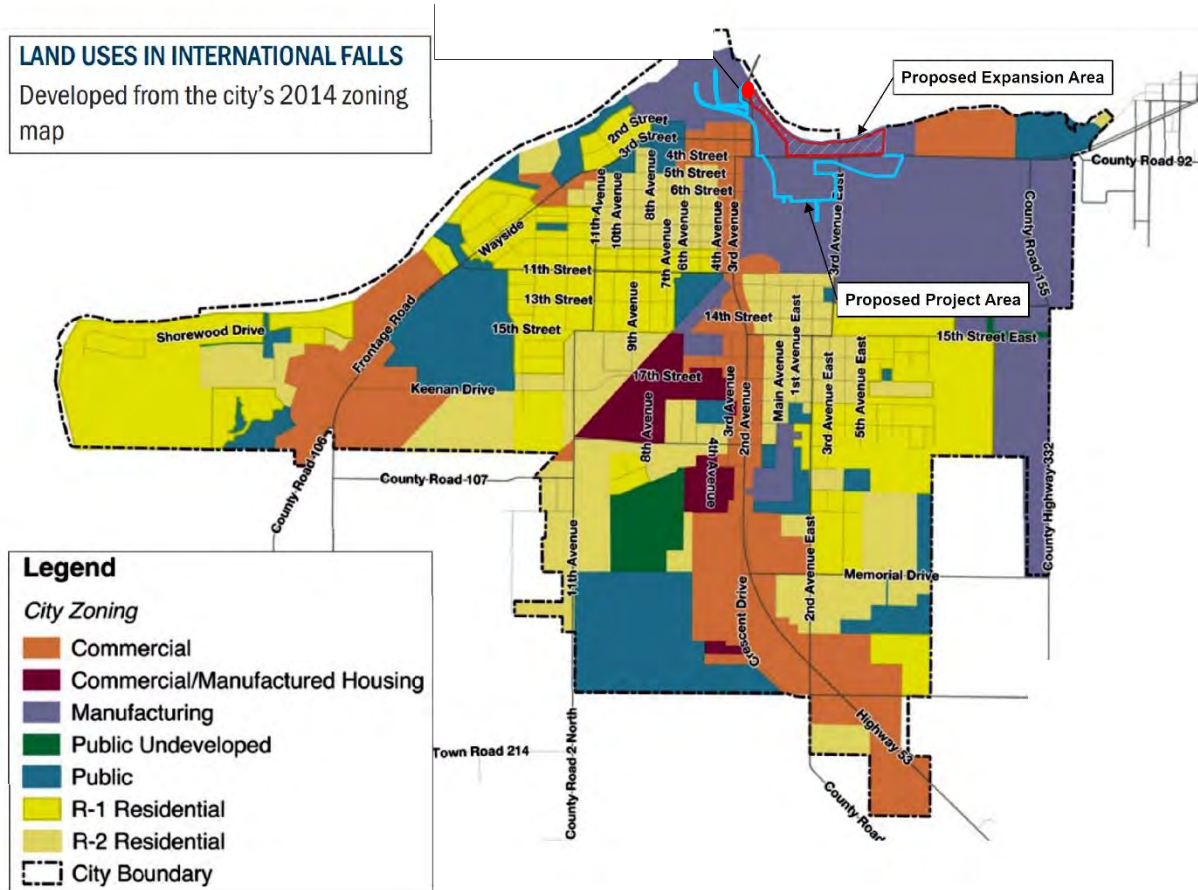 LAND USES IN INTERNATIONAL FALLS
Developed from the city's 2014 zoning
map
Proposed Expansion Area
County Road 92
2nd Street
3rd Street
4th Street
5th Street
6th Street
11th Avenue
10th Avenue
8th Avenue
7th Avenue
6th Avenue
4th Avenue
3rd Avenue
3rd Avenue East
County Road 155
Wayside
11th Street
13th Street
15th Street
9th Avenue
14th Street
1st Avenue East
Proposed Project Area
15th Street East
Shorewood Drive
Frontage Road
Keenan Drive
17th Street
8th Avenue
4th Avenue
3rd Avenue
2nd Avenue
Main Avenue
3rd Avenue East
5th Avenue East
County Road 106
County Road 107
11th Avenue
2nd Avenue East
Memorial Drive
County Highway 332
Crescent Drive
Highway 53
Town Road 214
County Road 2 North
County Road
Legend
City Zoning
Commercial
Commercial/Manufactured Housing
Manufacturing
Public Undeveloped
Public
R-1 Residential
R-2 Residential
City Boundary